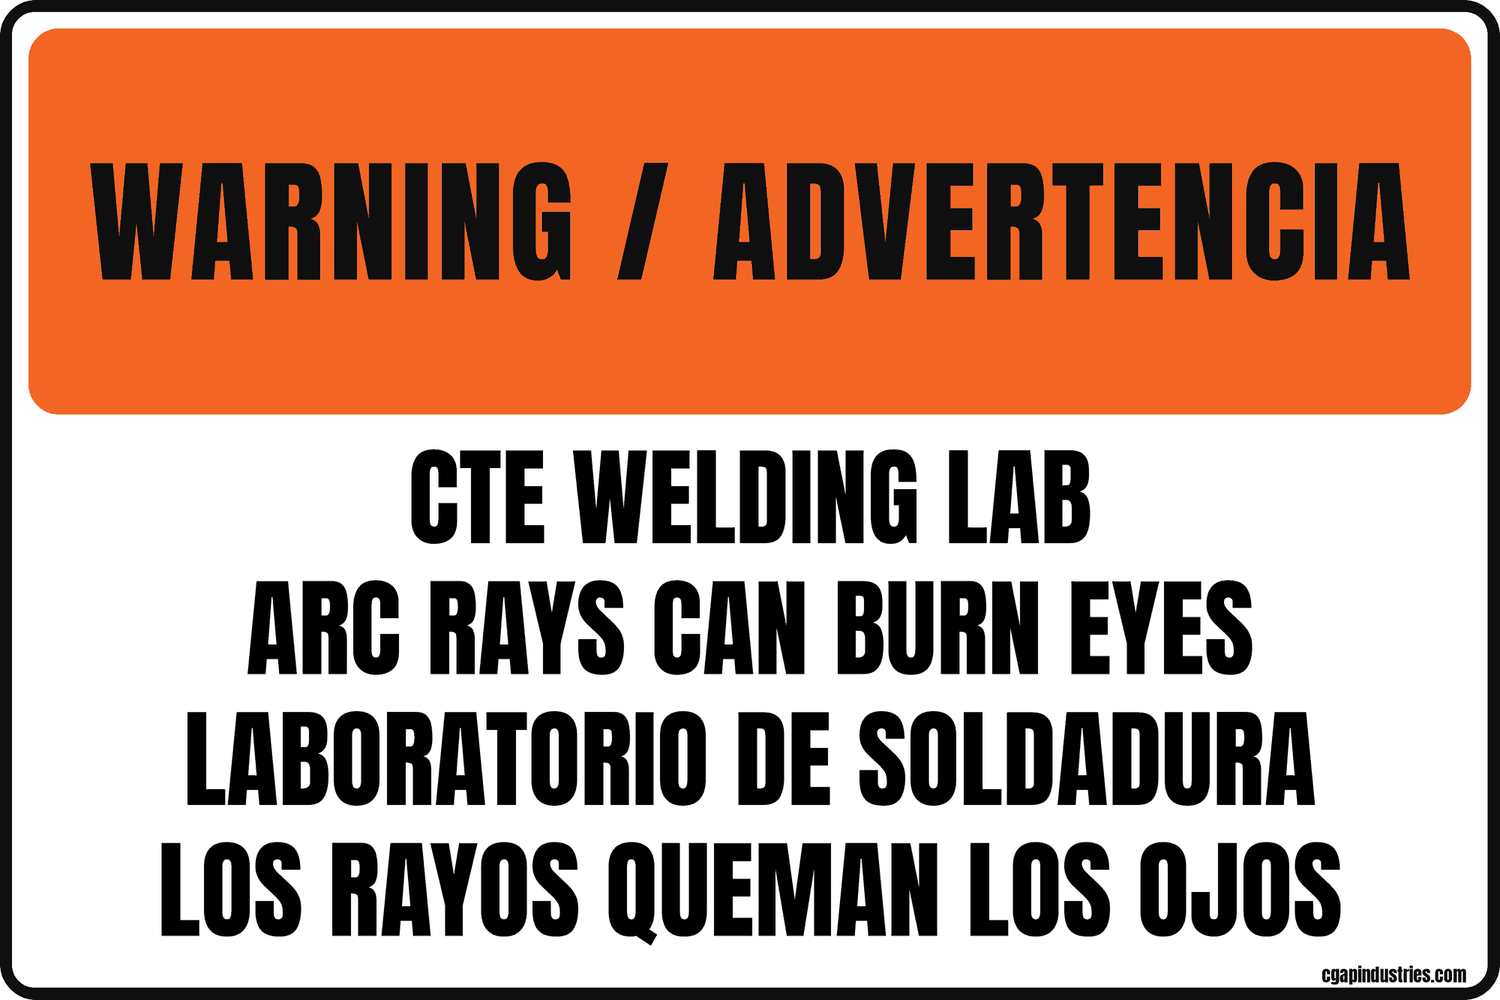 WARNING / ADVERTENCIA
CTE WELDING LAB
ARC RAYS CAN BURN EYES
LABORATORIO DE SOLDADURA
LOS RAYOS QUEMAN LOS OJOS
cgapindustries.com